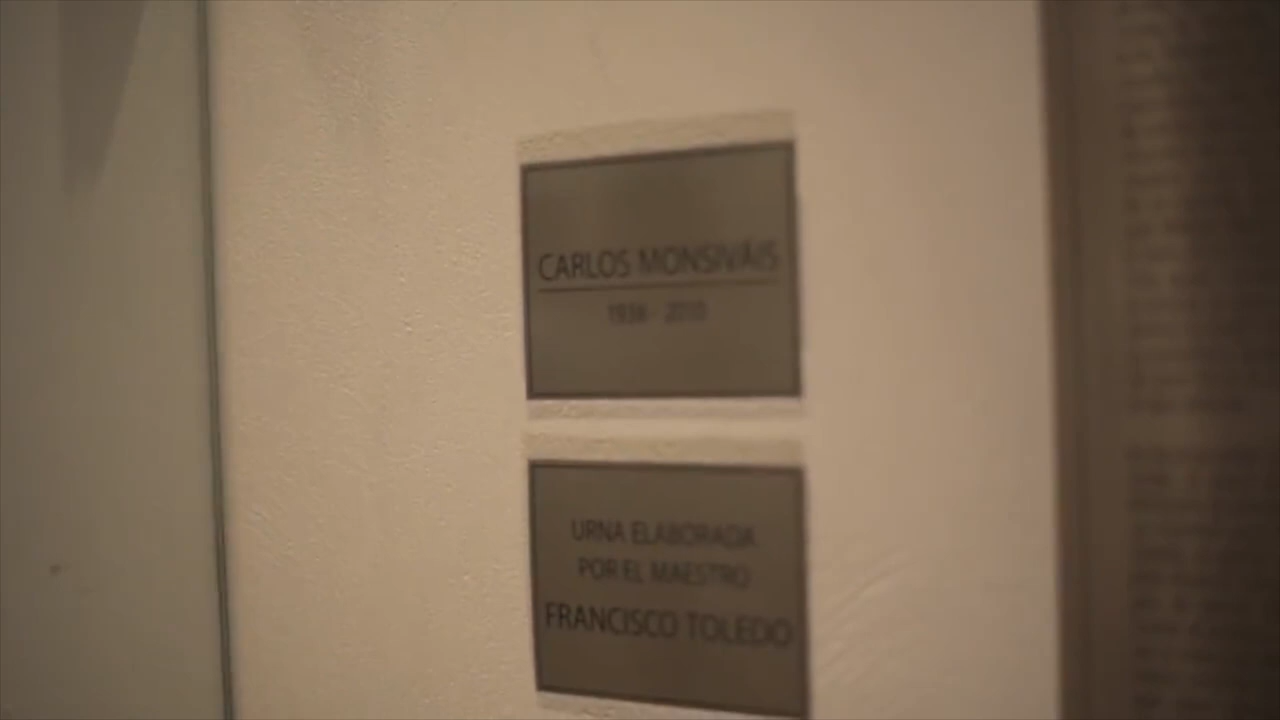 CARLOS MONSIVÁIS
1938 - 2010
URNA ELABORADA
POR EL MAESTRO
FRANCISCO TOLEDO